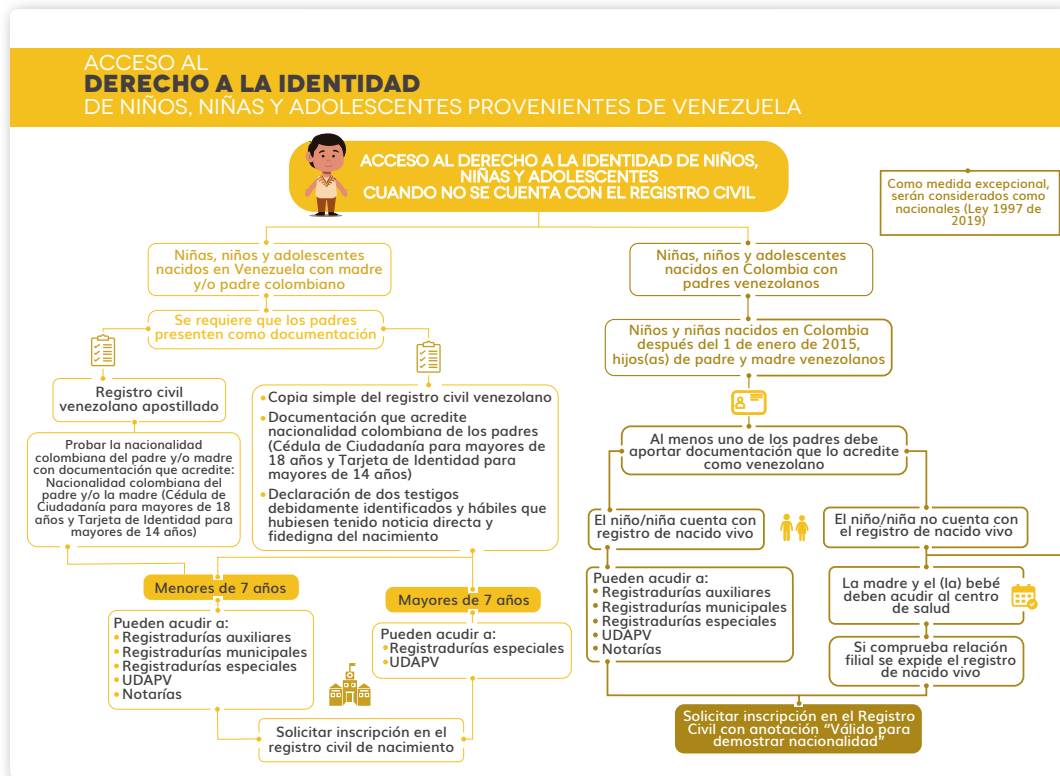 ACCESO AL
DERECHO A LA IDENTIDAD
DE NIÑOS, NIÑAS Y ADOLESCENTES PROVENIENTES DE VENEZUELA
ACCESO AL DERECHO A LA IDENTIDAD DE NIÑOS,
NIÑAS Y ADOLESCENTES
CUANDO NO SE CUENTA CON EL REGISTRO CIVIL
Como medida excepcional,
serán considerados como
nacionales (Ley 1997 de
2019)
Niñas, niños y adolescentes
nacidos en Venezuela con madre
y/o padre colombiano
Se requiere que los padres
presenten como documentación
Registro civil
venezolano apostillado
Probar la nacionalidad
colombiana del padre y/o madre
con documentación que acredite:
Nacionalidad colombiana del
padre y/o la madre (Cédula de
Ciudadanía para mayores de 18
años y Tarjeta de Identidad para
mayores de 14 años)
• Copia simple del registro civil venezolano
• Documentación que acredite
nacionalidad colombiana de los padres
(Cédula de Ciudadanía para mayores de
18 años y Tarjeta de Identidad para
mayores de 14 años)
• Declaración de dos testigos
debidamente identificados y hábiles que
hubiesen tenido noticia directa y
fidedigna del nacimiento
Menores de 7 años
Pueden acudir a:
• Registradurías auxiliares
• Registradurías municipales
• Registradurías especiales
• UDAPV
• Notarías
Mayores de 7 años
Pueden acudir a:
• Registradurías especiales
• UDAPV
Solicitar inscripción en el
registro civil de nacimiento
Niñas, niños y adolescentes
nacidos en Colombia con
padres venezolanos
Niños y niñas nacidos en Colombia
después del 1 de enero de 2015,
hijos(as) de padre y madre venezolanos
Al menos uno de los padres debe
aportar documentación que lo acredite
como venezolano
El niño/niña cuenta con
registro de nacido vivo
Pueden acudir a:
• Registradurías auxiliares
• Registradurías municipales
• Registradurías especiales
• UDAPV
• Notarías
El niño/niña no cuenta con
el registro de nacido vivo
La madre y el (la) bebé
deben acudir al centro
de salud
Si comprueba relación
filial se expide el registro
de nacido vivo
Solicitar inscripción en el Registro
Civil con anotación "Válido para
demostrar nacionalidad"